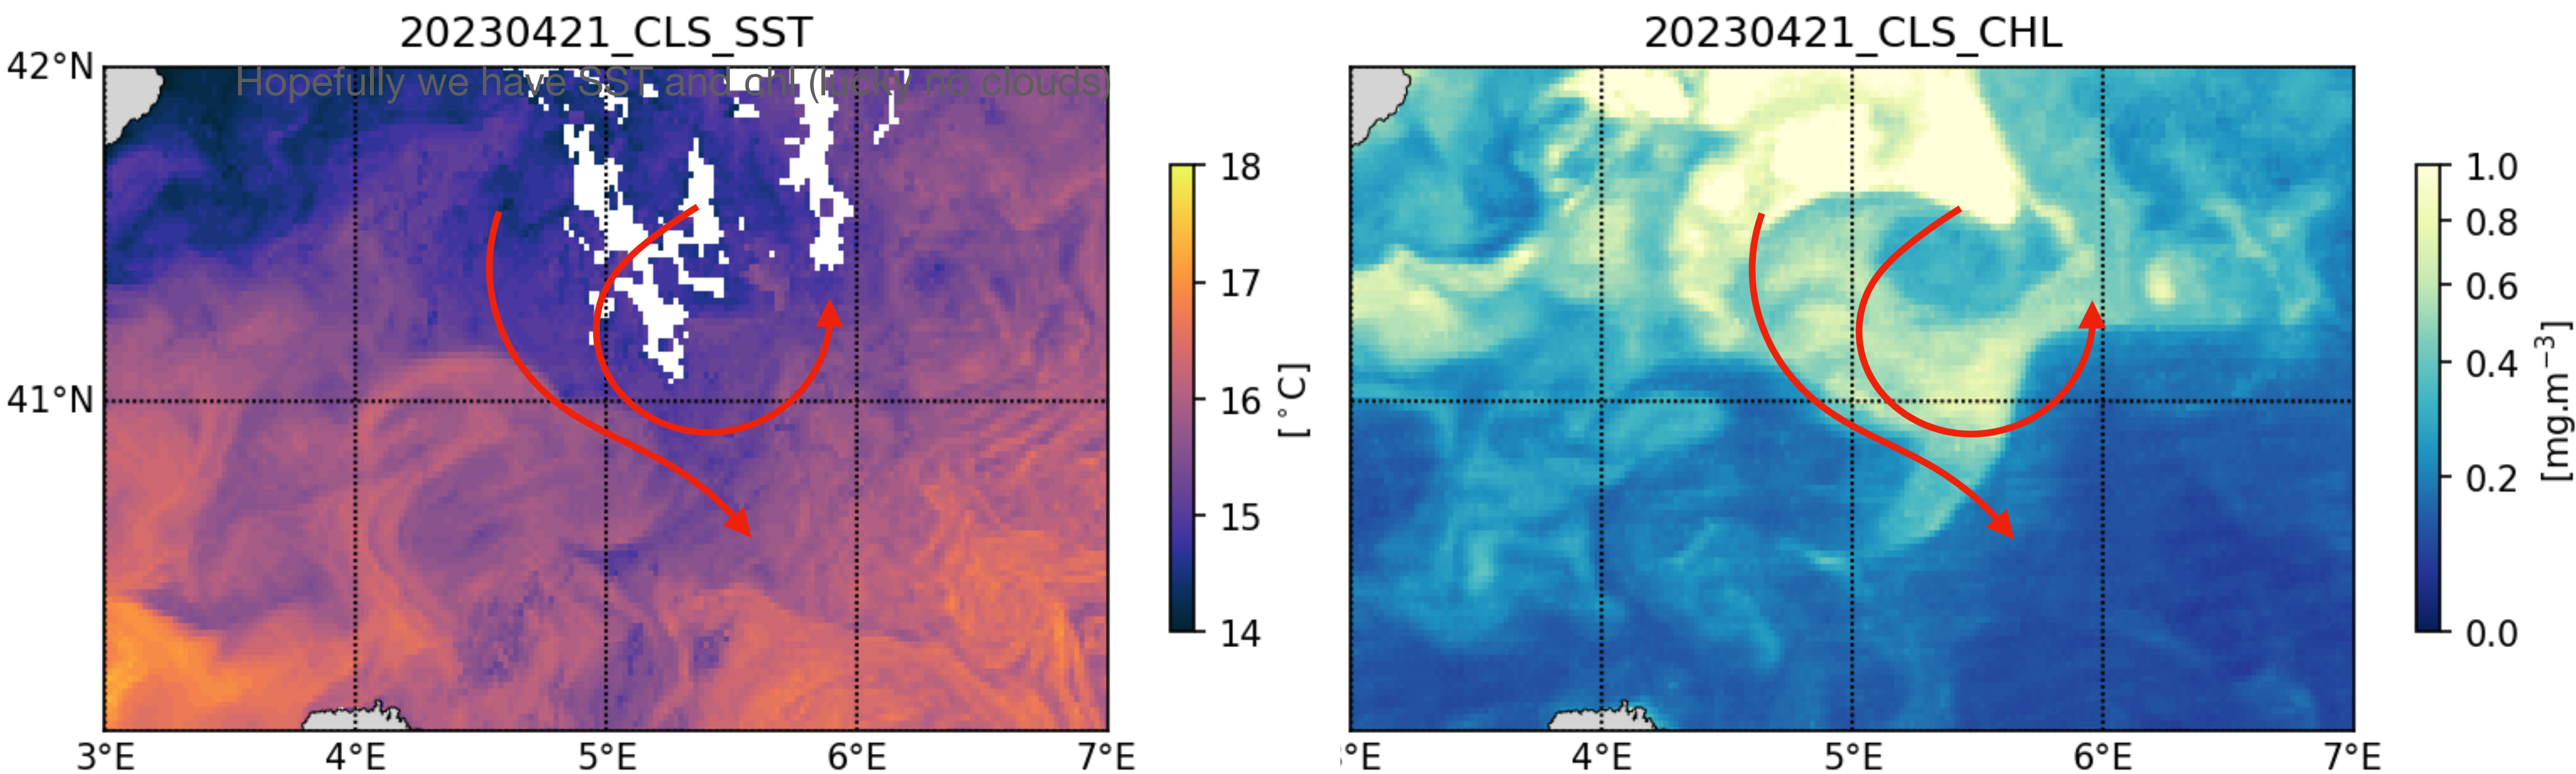 20230421_CLS_SST
20230421_CLS_CHL
Hopefully we have SST and chl (lucky no clouds)
42°N
41°N
3°E
4°E
5°E
6°E
7°E
18
17
16
15
14
[°C]
°E
4°E
5°E
6°E
7°E
1.0
0.8
0.6
0.4
0.2
0.0
[mg.m⁻³]